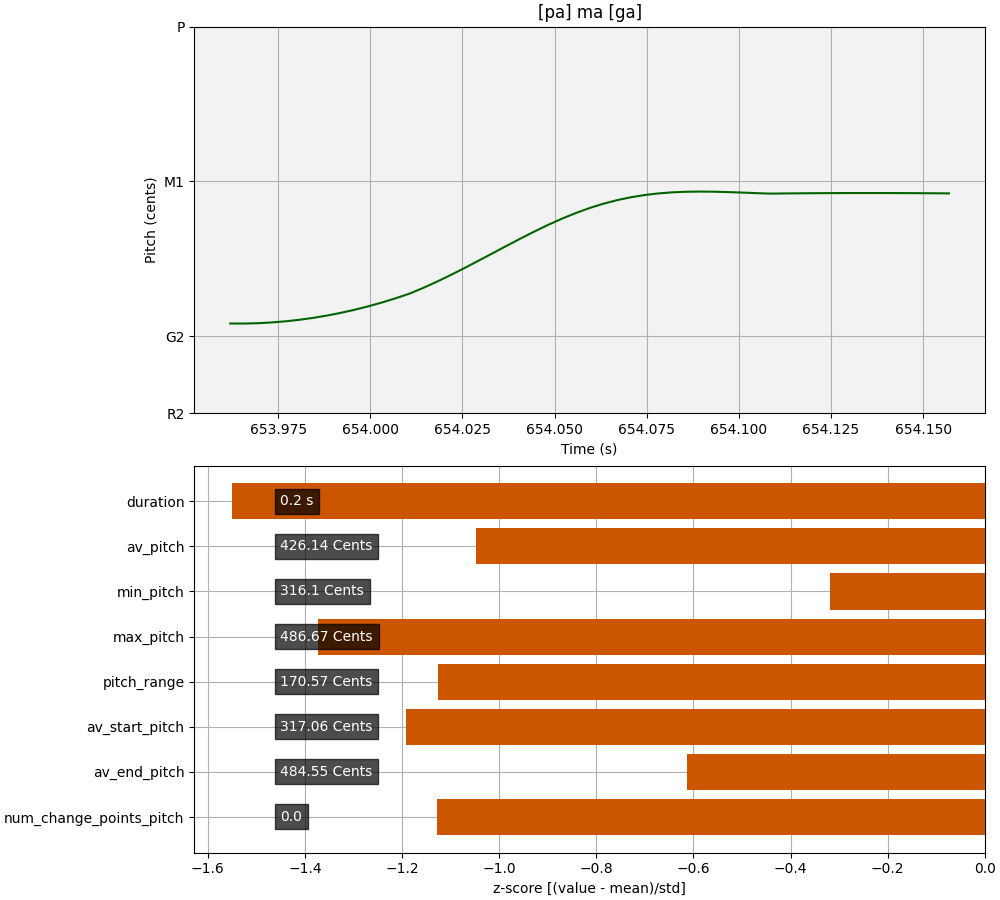 [pa] ma [ga]
P
M1
G2
R2
Pitch (cents)
653.975 654.000 654.025 654.050 654.075 654.100 654.125 654.150
Time (s)
duration 0.2 s
av_pitch 426.14 Cents
min_pitch 316.1 Cents
max_pitch 486.67 Cents
pitch_range 170.57 Cents
av_start_pitch 317.06 Cents
av_end_pitch 484.55 Cents
num_change_points_pitch 0.0
−1.6 −1.4 −1.2 −1.0 −0.8 −0.6 −0.4 −0.2 0.0
z-score [(value - mean)/std]